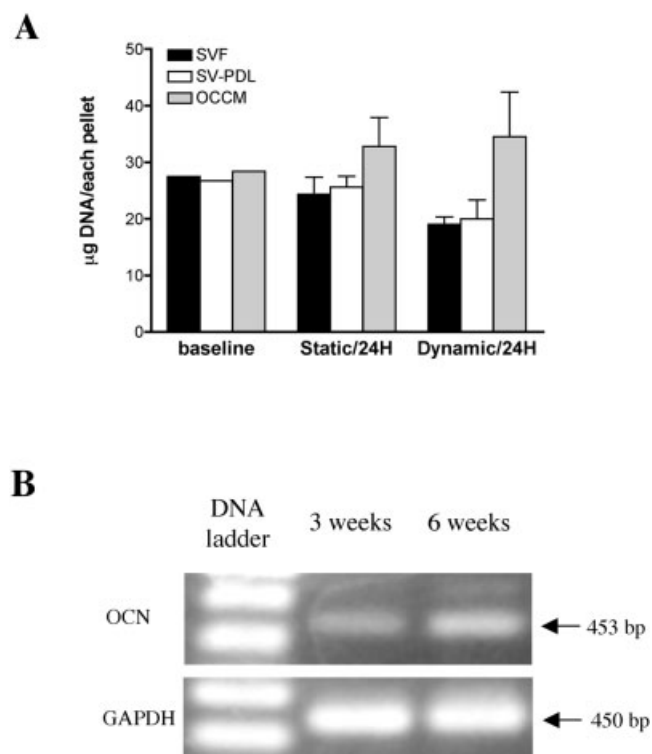 A
50
40
30
20
10
0
µg DNA/each pellet
SVF
SV-PDL
OCCM
baseline Static/24H Dynamic/24H
B
DNA ladder 3 weeks 6 weeks
OCN 453 bp
GAPDH 450 bp